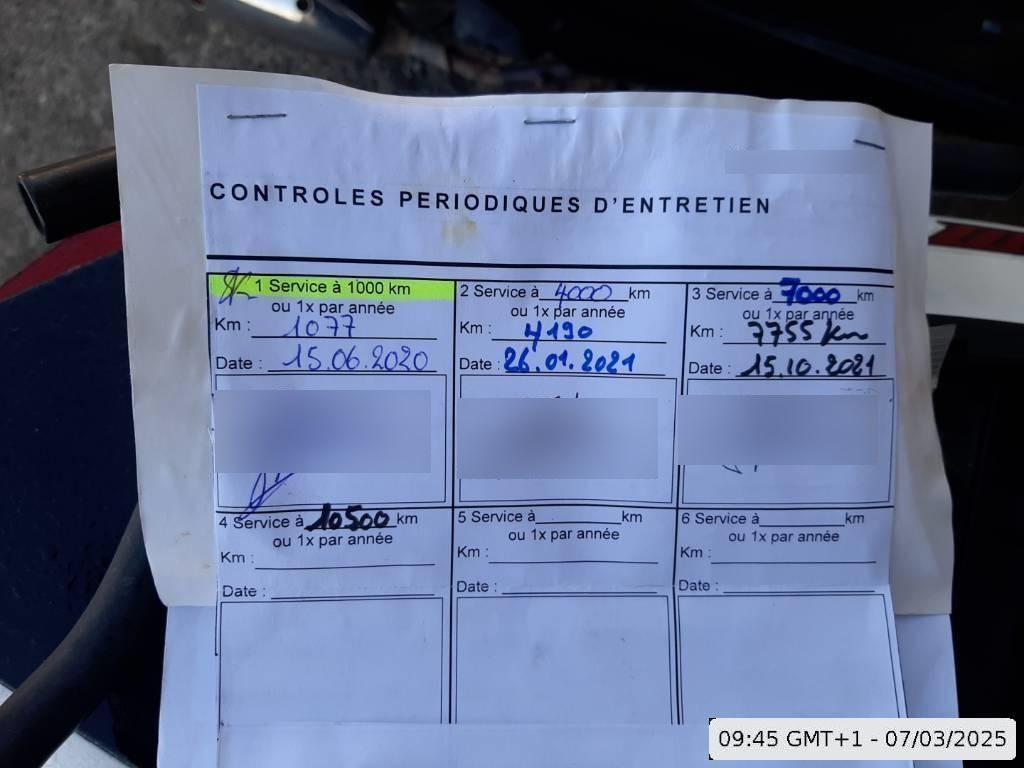 CONTROLES PERIODIQUES D'ENTRETIEN
1 Service à 1000 km
ou 1x par année
Km : 1077
Date : 15.06.2020
2 Service à 4000 km
ou 1x par année
Km : 4190
Date : 26.01.2021
3 Service à 7000 km
ou 1x par année
Km : 7755 km
Date : 15.10.2021
4 Service à 10500 km
ou 1x par année
Km :
Date :
5 Service à km
ou 1x par année
Km :
Date :
6 Service à km
ou 1x par année
Km :
Date :
09:45 GMT+1 - 07/03/2025